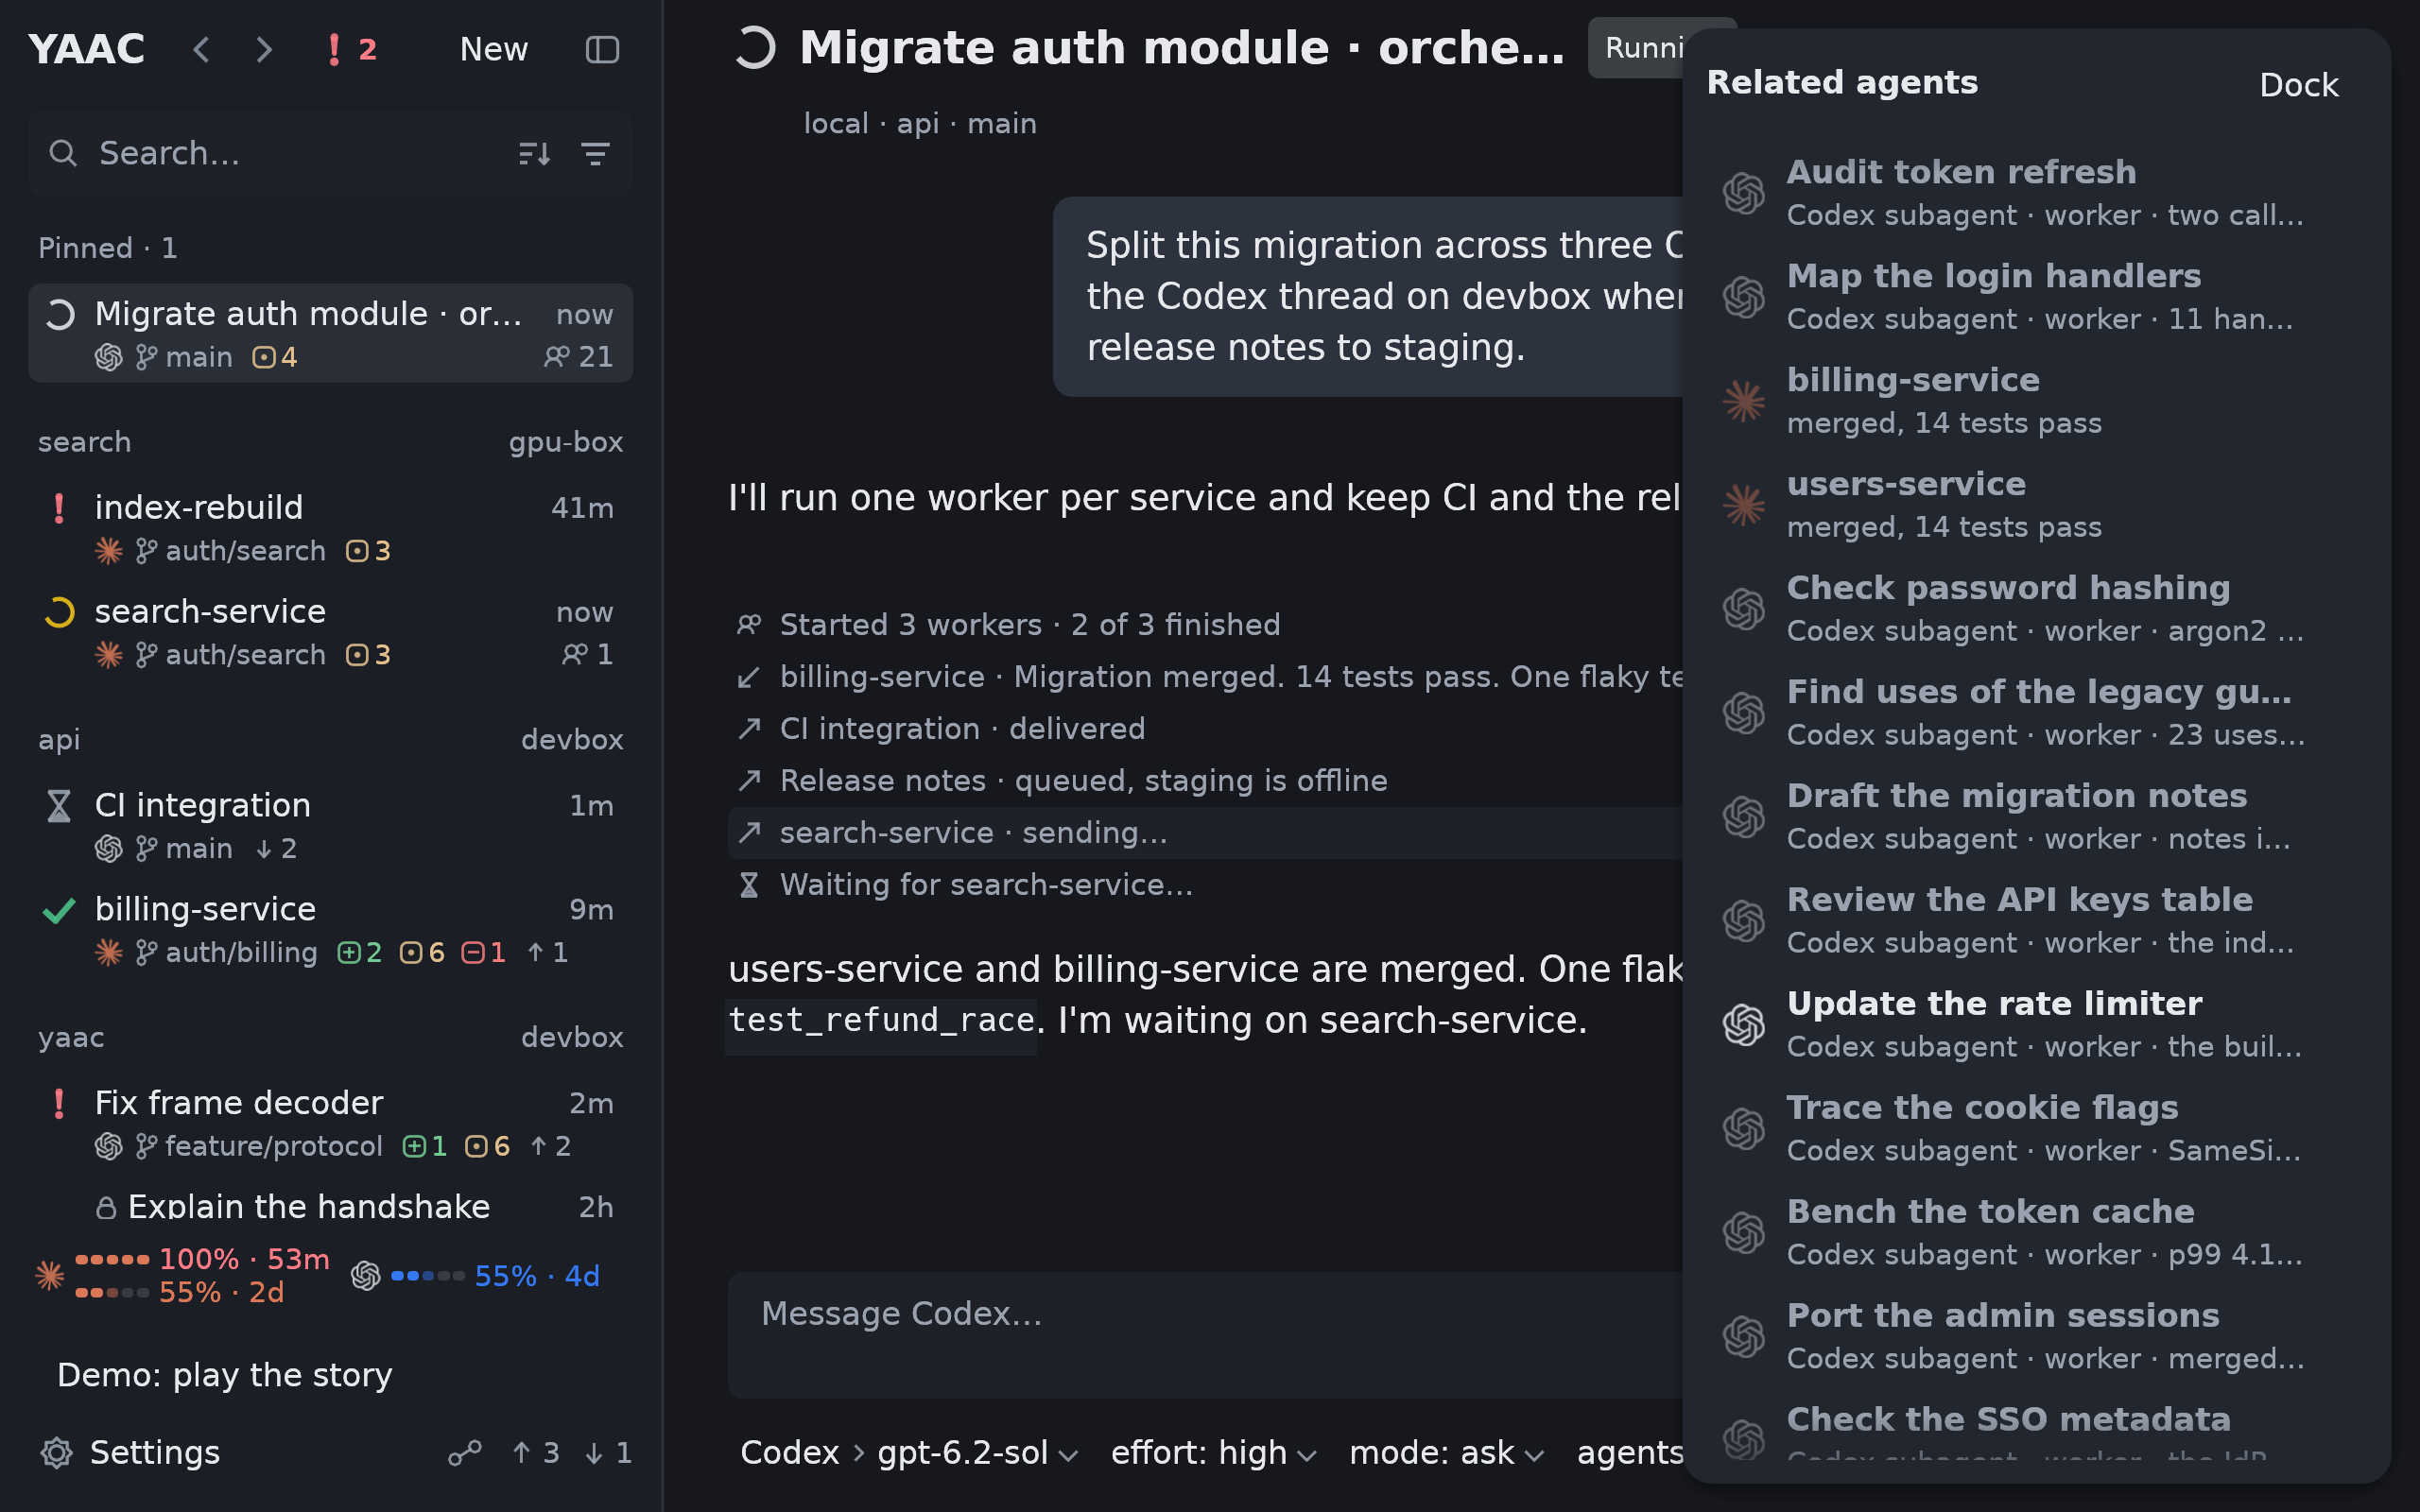 YAAC 2 New
Search...
Pinned · 1
Migrate auth module · or... now
main 4 21
search gpu-box
index-rebuild 41m
auth/search 3
search-service now
auth/search 3 1
api devbox
CI integration 1m
main 2
billing-service 9m
auth/billing 2 6 1 1
yaac devbox
Fix frame decoder 2m
feature/protocol 1 6 2
Explain the handshake 2h
100% · 53m
55% · 2d
55% · 4d
Demo: play the story
Settings 3 1
Migrate auth module · orche...
local · api · main
Split this migration across three
the Codex thread on devbox
release notes to staging.
I'll run one worker per service and keep CI and the
Started 3 workers · 2 of 3 finished
billing-service · Migration merged. 14 tests pass. One flaky
CI integration · delivered
Release notes · queued, staging is offline
search-service · sending...
Waiting for search-service...
users-service and billing-service are merged. One
test_refund_race. I'm waiting on search-service.
Message Codex...
Codex gpt-6.2-sol effort: high mode: ask agents
Related agents Dock
Audit token refresh
Codex subagent · worker · two call...
Map the login handlers
Codex subagent · worker · 11 han...
billing-service
merged, 14 tests pass
users-service
merged, 14 tests pass
Check password hashing
Codex subagent · worker · argon2 ...
Find uses of the legacy gu...
Codex subagent · worker · 23 uses...
Draft the migration notes
Codex subagent · worker · notes i...
Review the API keys table
Codex subagent · worker · the ind...
Update the rate limiter
Codex subagent · worker · the buil...
Trace the cookie flags
Codex subagent · worker · SameSi...
Bench the token cache
Codex subagent · worker · p99 4.1...
Port the admin sessions
Codex subagent · worker · merged...
Check the SSO metadata
Codex subagent · worker · the IdP